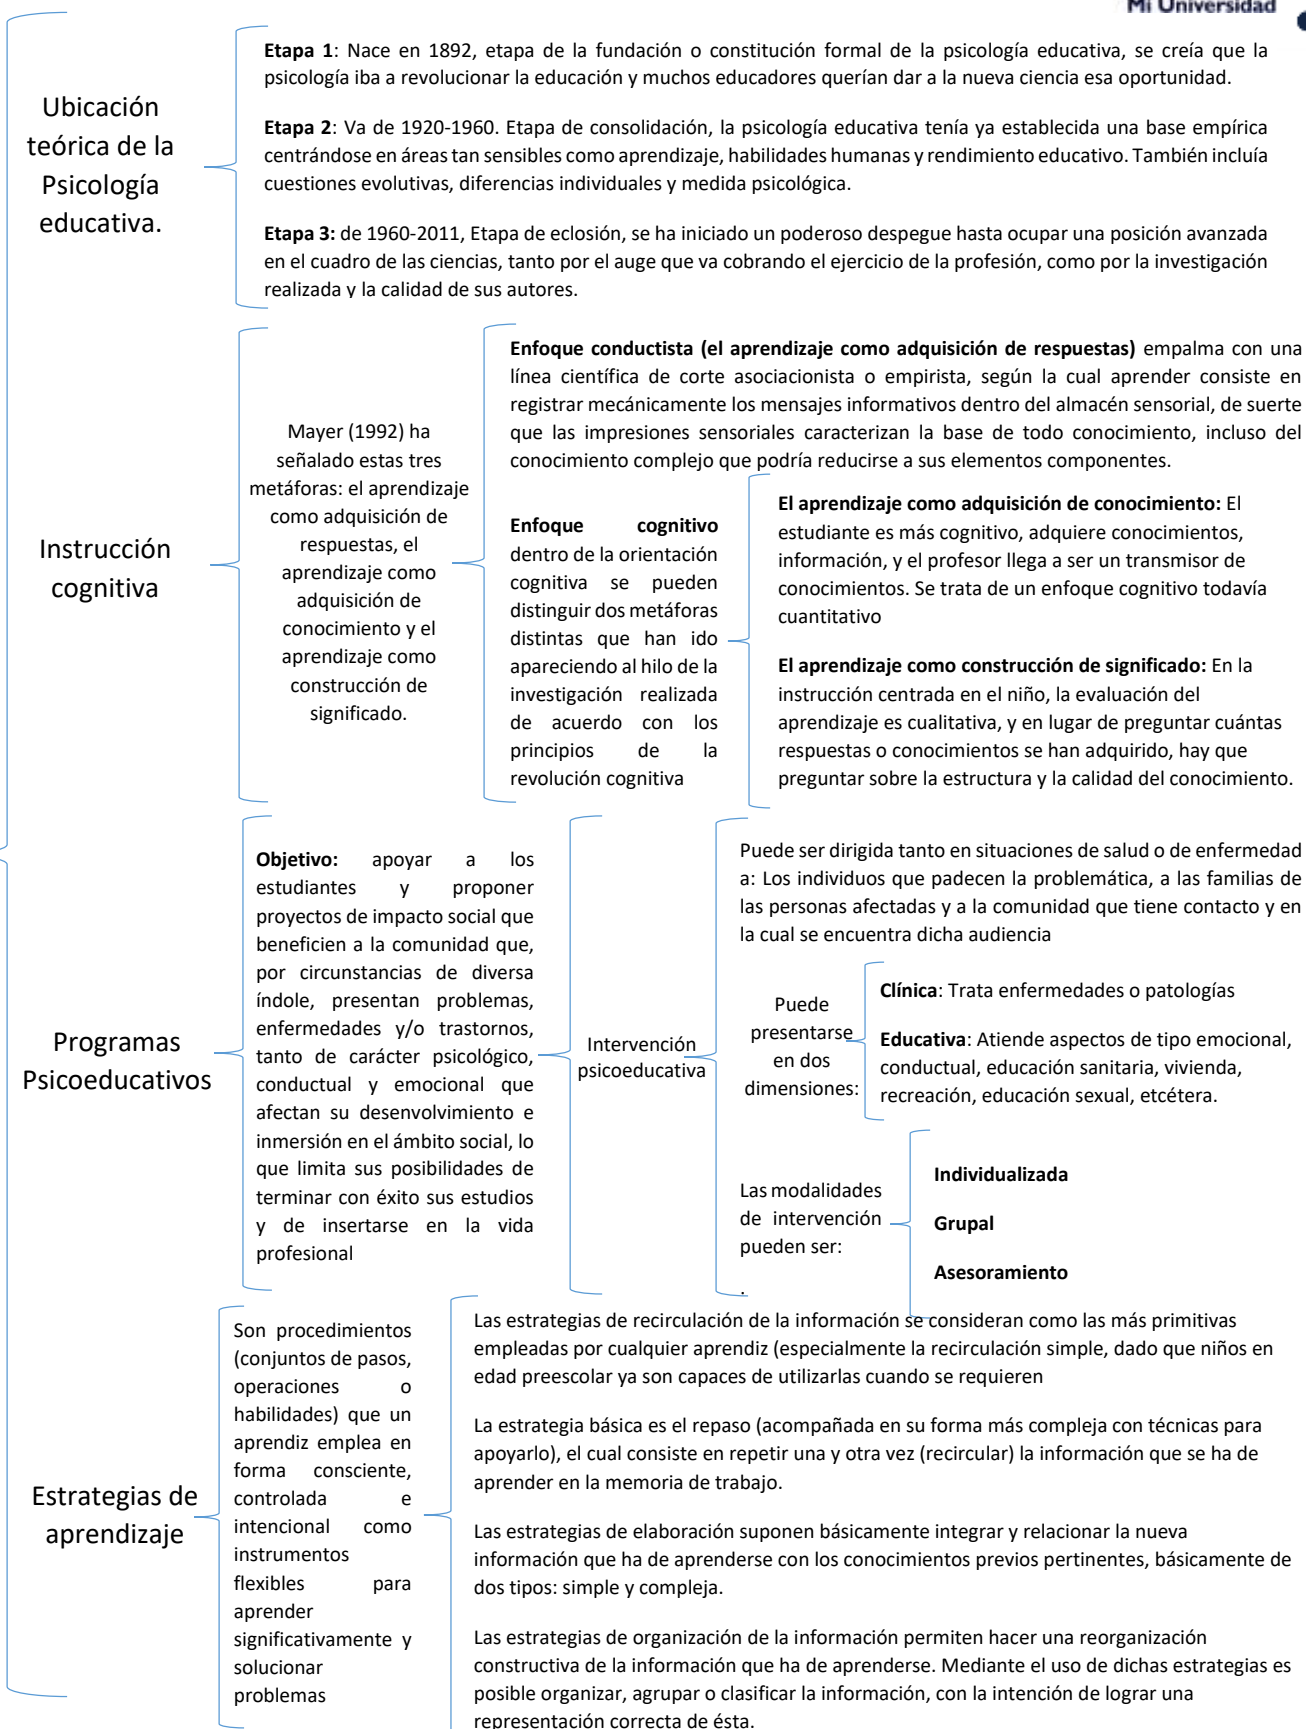 Mi Universidad
Ubicación
teórica de la
Psicología
educativa.
Etapa 1: Nace en 1892, etapa de la fundación o constitución formal de la psicología educativa, se creía que la
psicología iba a revolucionar la educación y muchos educadores querían dar a la nueva ciencia esa oportunidad.
Etapa 2: Va de 1920-1960. Etapa de consolidación, la psicología educativa tenía ya establecida una base empírica
centrándose en áreas tan sensibles como aprendizaje, habilidades humanas y rendimiento educativo. También incluía
cuestiones evolutivas, diferencias individuales y medida psicológica.
Etapa 3: de 1960-2011, Etapa de eclosión, se ha iniciado un poderoso despegue hasta ocupar una posición avanzada
en el cuadro de las ciencias, tanto por el auge que va cobrando el ejercicio de la profesión, como por la investigación
realizada y la calidad de sus autores.
Instrucción
cognitiva
Mayer (1992) ha
señalado estas tres
metáforas: el aprendizaje
como adquisición de
respuestas, el
aprendizaje como
adquisición de
conocimiento y el
aprendizaje como
construcción de
significado.
Enfoque conductista (el aprendizaje como adquisición de respuestas) empalma con una
línea científica de corte asociacionista o empirista, según la cual aprender consiste en
registrar mecánicamente los mensajes informativos dentro del almacén sensorial, de suerte
que las impresiones sensoriales caracterizan la base de todo conocimiento, incluso del
conocimiento complejo que podría reducirse a sus elementos componentes.
Enfoque cognitivo
dentro de la orientación
cognitiva se pueden
distinguir dos metáforas
distintas que han ido
apareciendo al hilo de la
investigación realizada
de acuerdo con los
principios de la
revolución cognitiva
El aprendizaje como adquisición de conocimiento: El
estudiante es más cognitivo, adquiere conocimientos,
información, y el profesor llega a ser un transmisor de
conocimientos. Se trata de un enfoque cognitivo todavía
cuantitativo
El aprendizaje como construcción de significado: En la
instrucción centrada en el niño, la evaluación del
aprendizaje es cualitativa, y en lugar de preguntar cuántas
respuestas o conocimientos se han adquirido, hay que
preguntar sobre la estructura y la calidad del conocimiento.
Programas
Psicoeducativos
Objetivo: apoyar a los
estudiantes y proponer
proyectos de impacto social que
beneficien a la comunidad que,
por circunstancias de diversa
índole, presentan problemas,
enfermedades y/o trastornos,
tanto de carácter psicológico,
conductual y emocional que
afectan su desenvolvimiento e
inmersión en el ámbito social, lo
que limita sus posibilidades de
terminar con éxito sus estudios
y de insertarse en la vida
profesional
Intervención
psicoeducativa
Puede ser dirigida tanto en situaciones de salud o de enfermedad
a: Los individuos que padecen la problemática, a las familias de
las personas afectadas y a la comunidad que tiene contacto y en
la cual se encuentra dicha audiencia
Puede
presentarse
en dos
dimensiones:
Clínica: Trata enfermedades o patologías
Educativa: Atiende aspectos de tipo emocional,
conductual, educación sanitaria, vivienda,
recreación, educación sexual, etcétera.
Las modalidades
de intervención
pueden ser:
.
Individualizada
Grupal
Asesoramiento
Estrategias de
aprendizaje
Son procedimientos
(conjuntos de pasos,
operaciones o
habilidades) que un
aprendiz emplea en
forma consciente,
controlada e
intencional como
instrumentos
flexibles para
aprender
significativamente y
solucionar
problemas
Las estrategias de recirculación de la información se consideran como las más primitivas
empleadas por cualquier aprendiz (especialmente la recirculación simple, dado que niños en
edad preescolar ya son capaces de utilizarlas cuando se requieren
La estrategia básica es el repaso (acompañada en su forma más compleja con técnicas para
apoyarlo), el cual consiste en repetir una y otra vez (recircular) la información que se ha de
aprender en la memoria de trabajo.
Las estrategias de elaboración suponen básicamente integrar y relacionar la nueva
información que ha de aprenderse con los conocimientos previos pertinentes, básicamente de
dos tipos: simple y compleja.
Las estrategias de organización de la información permiten hacer una reorganización
constructiva de la información que ha de aprenderse. Mediante el uso de dichas estrategias es
posible organizar, agrupar o clasificar la información, con la intención de lograr una
representación correcta de ésta.